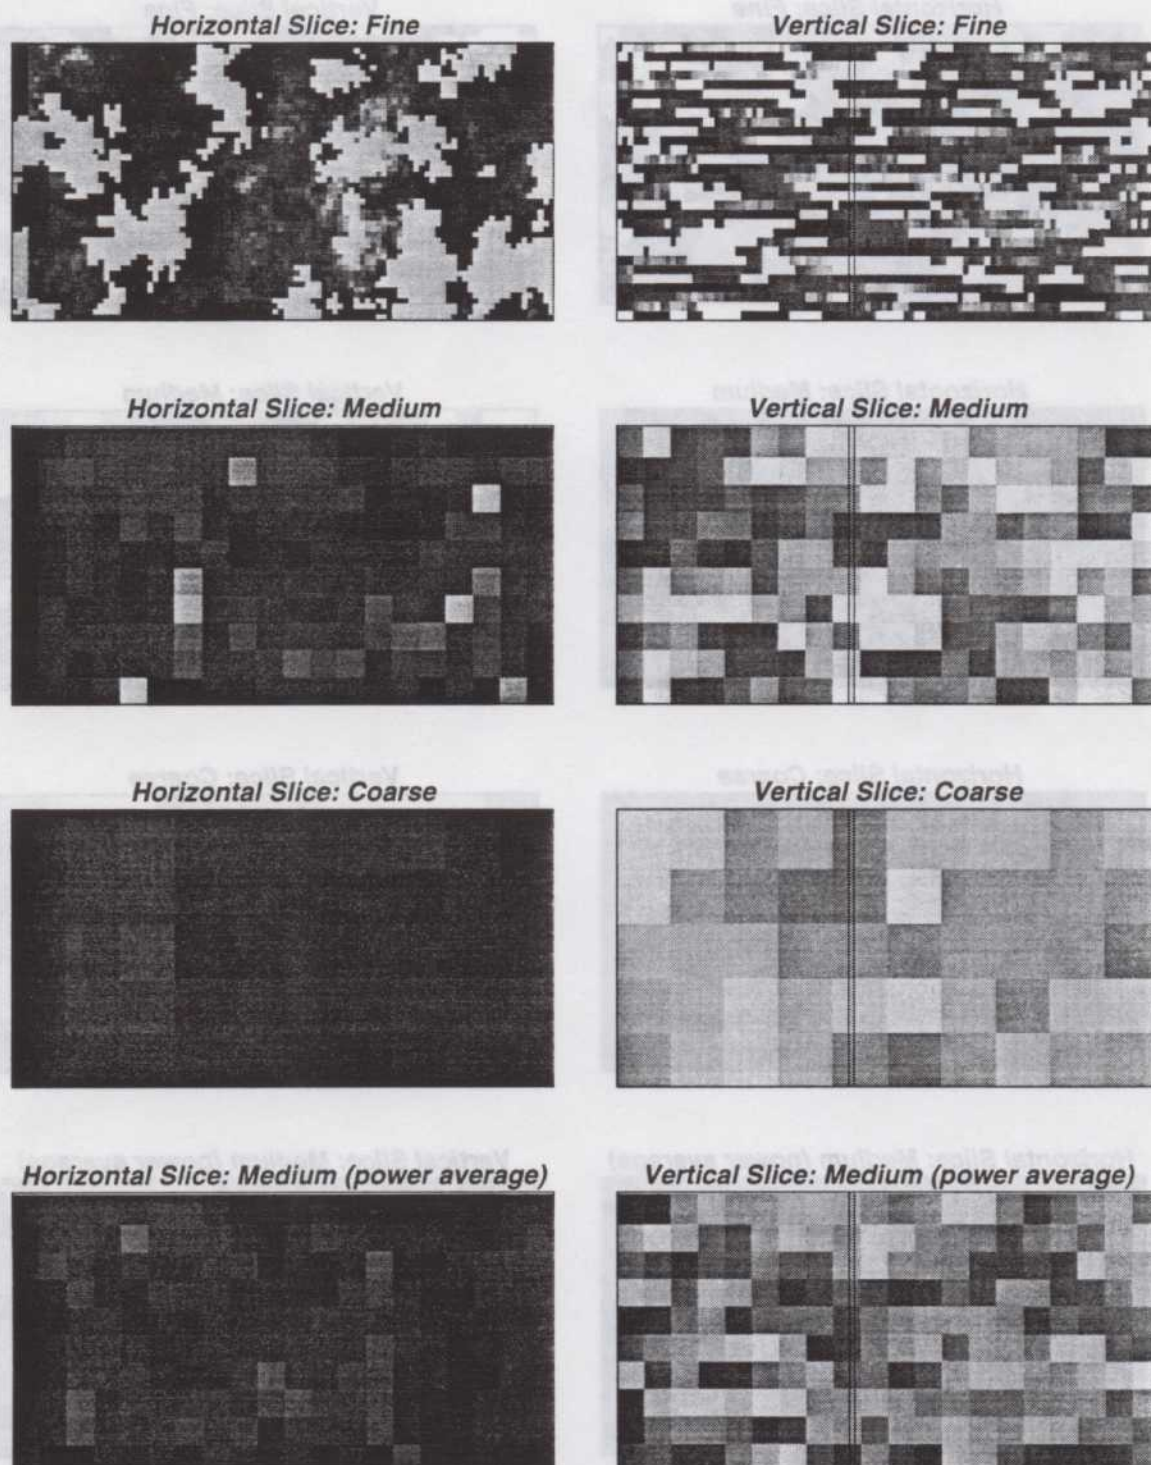 Horizontal Slice: Fine
Vertical Slice: Fine
Horizontal Slice: Medium
Vertical Slice: Medium
Horizontal Slice: Coarse
Vertical Slice: Coarse
Horizontal Slice: Medium (power average)
Vertical Slice: Medium (power average)